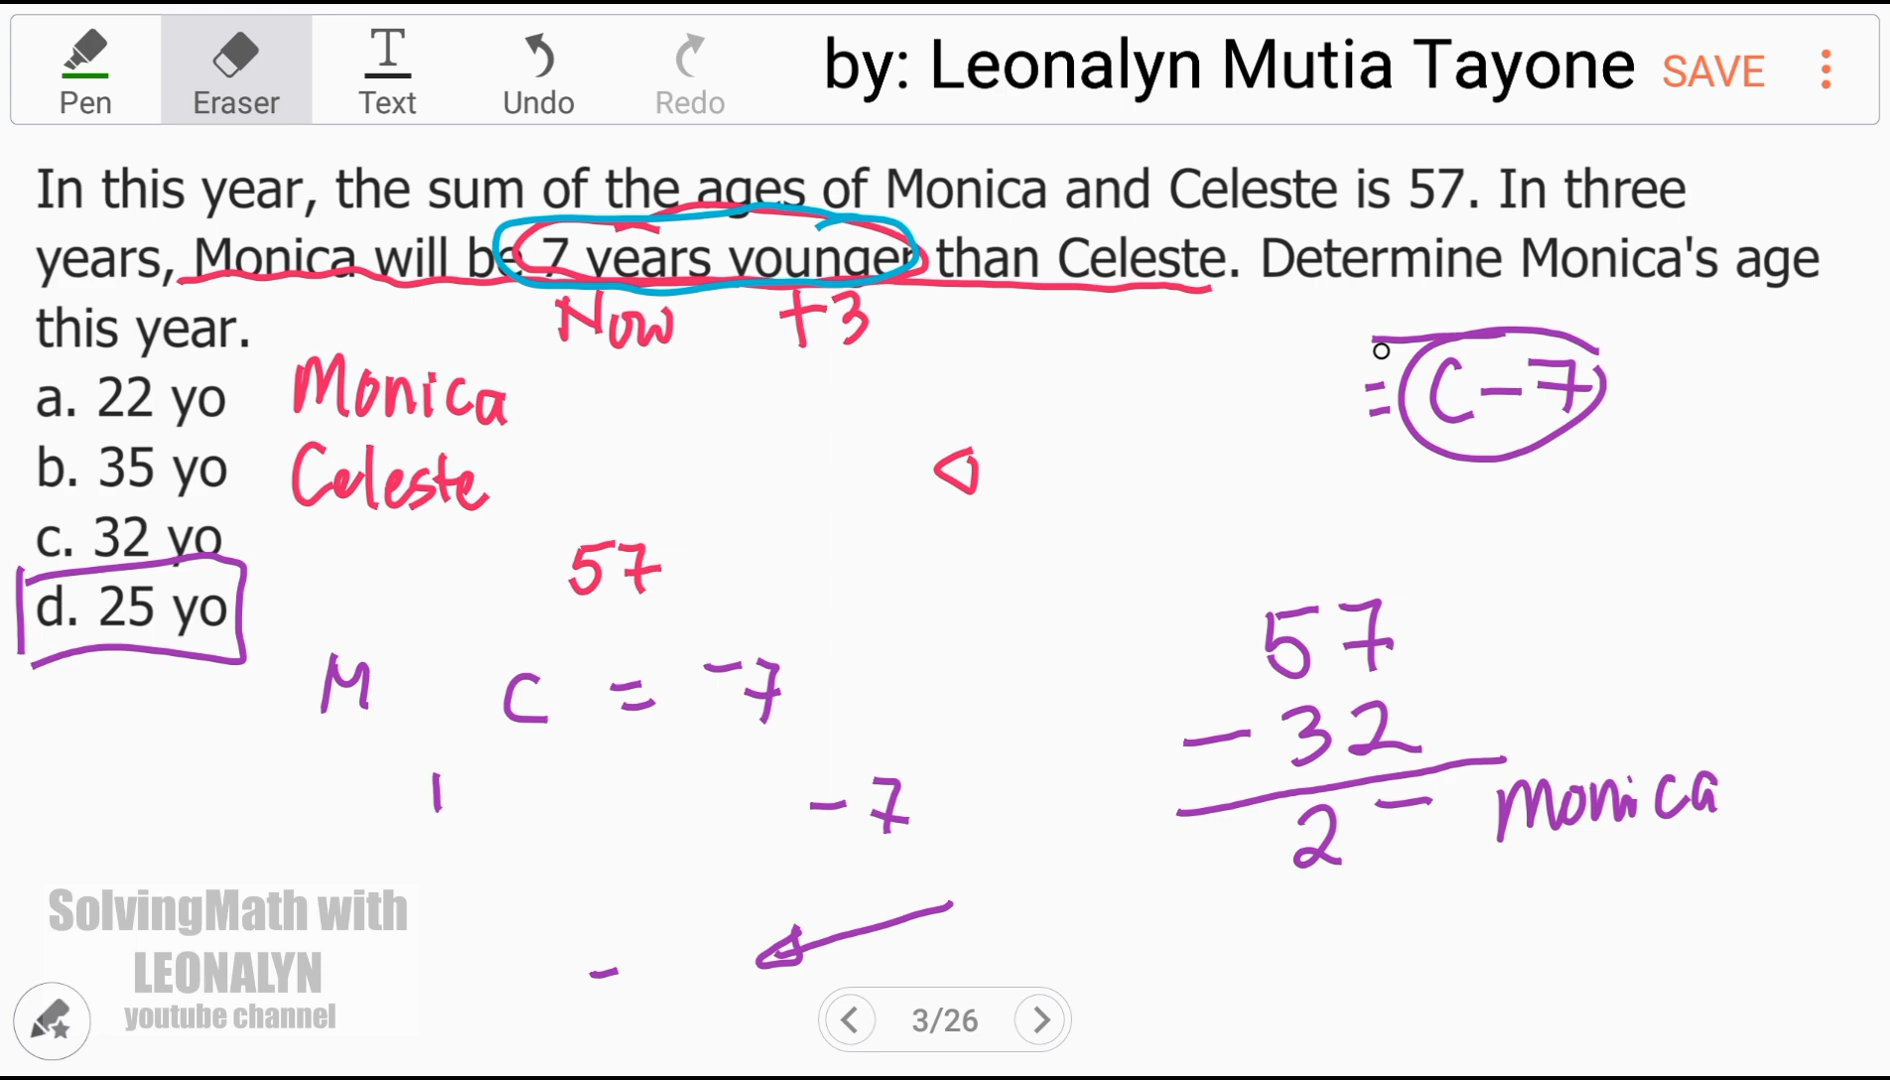 Pen
Eraser
Text
Undo
Redo
by: Leonalyn Mutia Tayone
SAVE
In this year, the sum of the ages of Monica and Celeste is 57. In three
years, Monica will be 7 years younger than Celeste. Determine Monica's age
this year.
Now +3
= C - 7
a. 22 yo
Monica
b. 35 yo
Celeste
c. 32 yo
57
d. 25 yo
57
M C = -7
- 32
- 7
2 - Monica
-
SolvingMath with
LEONALYN
youtube channel
3/26